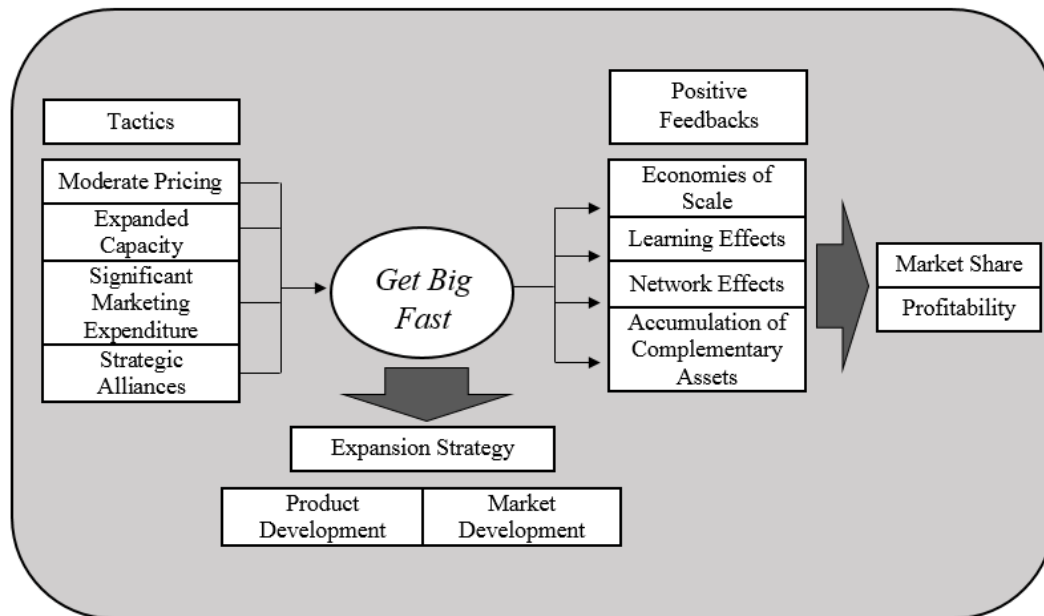 Tactics
Moderate Pricing
Expanded
Capacity
Significant
Marketing
Expenditure
Strategic
Alliances
Get Big
Fast
Expansion Strategy
Product
Development
Market
Development
Positive
Feedbacks
Economies of
Scale
Learning Effects
Network Effects
Accumulation of
Complementary
Assets
Market Share
Profitability